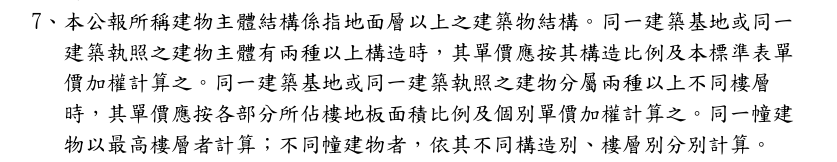 7、本公報所稱建物主體結構係指地面層以上之建築物結構。同一建築基地或同一
建築執照之建物主體有兩種以上構造時，其單價應按其構造比例及本標準表單
價加權計算之。同一建築基地或同一建築執照之建物分屬兩種以上不同樓層
時，其單價應按各部分所佔樓地板面積比例及個別單價加權計算之。同一幢建
物以最高樓層者計算；不同幢建物者，依其不同構造別、樓層別分別計算。